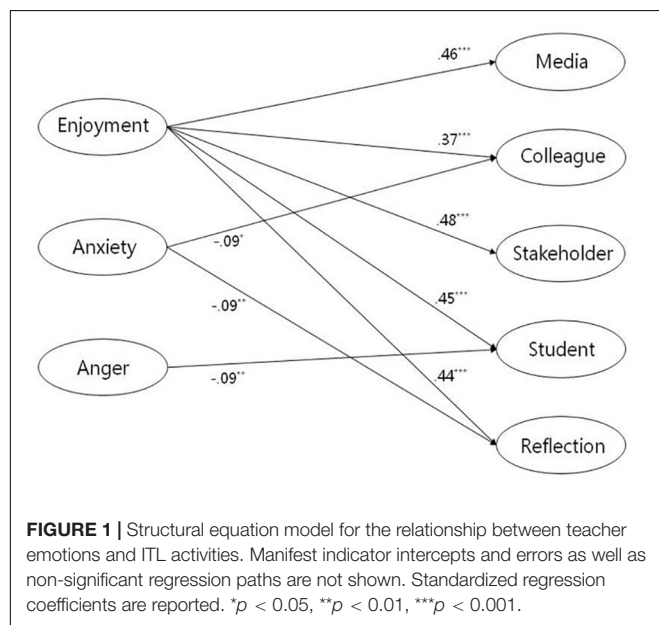 .46***
Media
Enjoyment
.37***
Colleague
Anxiety
-.09*
.48***
Stakeholder
-.09**
.45***
Student
Anger
-.09**
.44***
Reflection
FIGURE 1 | Structural equation model for the relationship between teacher
emotions and ITL activities. Manifest indicator intercepts and errors as well as
non-significant regression paths are not shown. Standardized regression
coefficients are reported. *p < 0.05, **p < 0.01, ***p < 0.001.